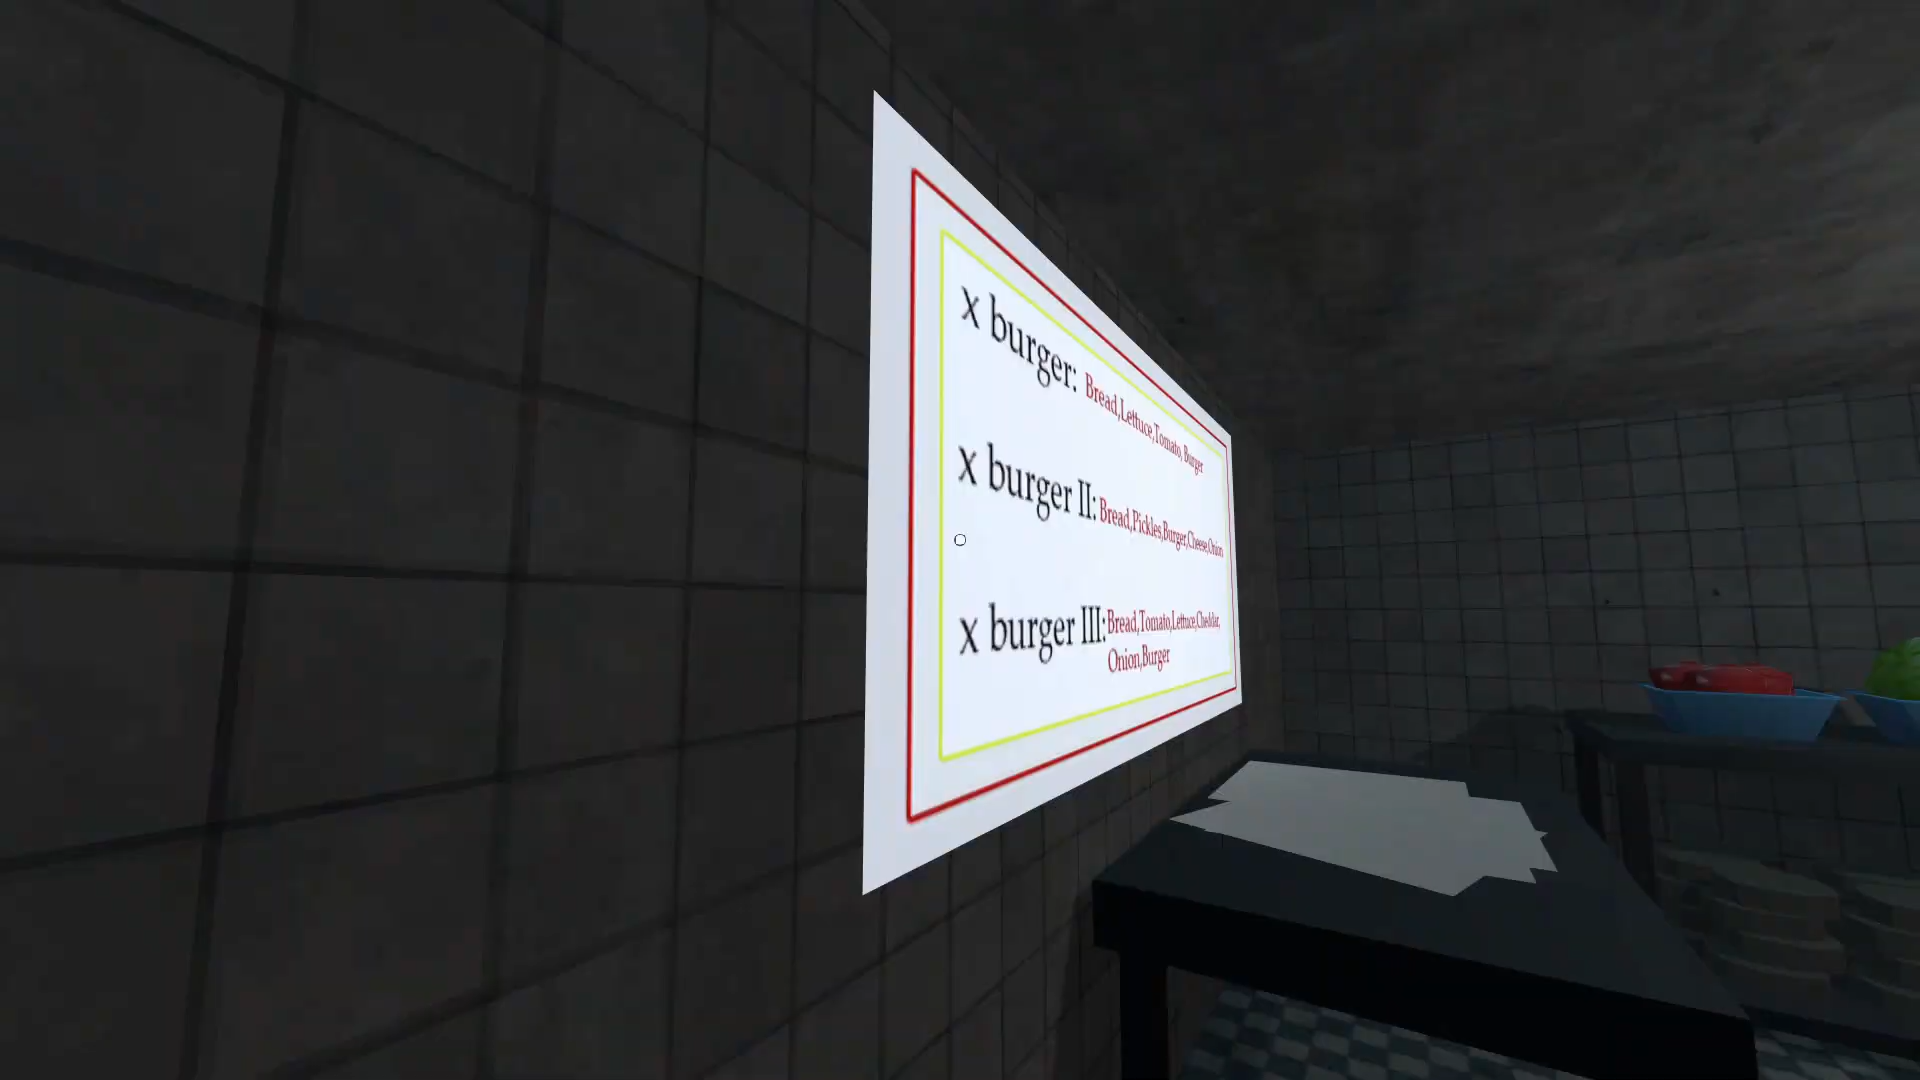 x burger: Bread,Lettuce,Tomato, Burger
x burger II: Bread,Pickles,Burger,Cheese,Onion
x burger III: Bread,Tomato,Lettuce,Cheddar,
Onion,Burger